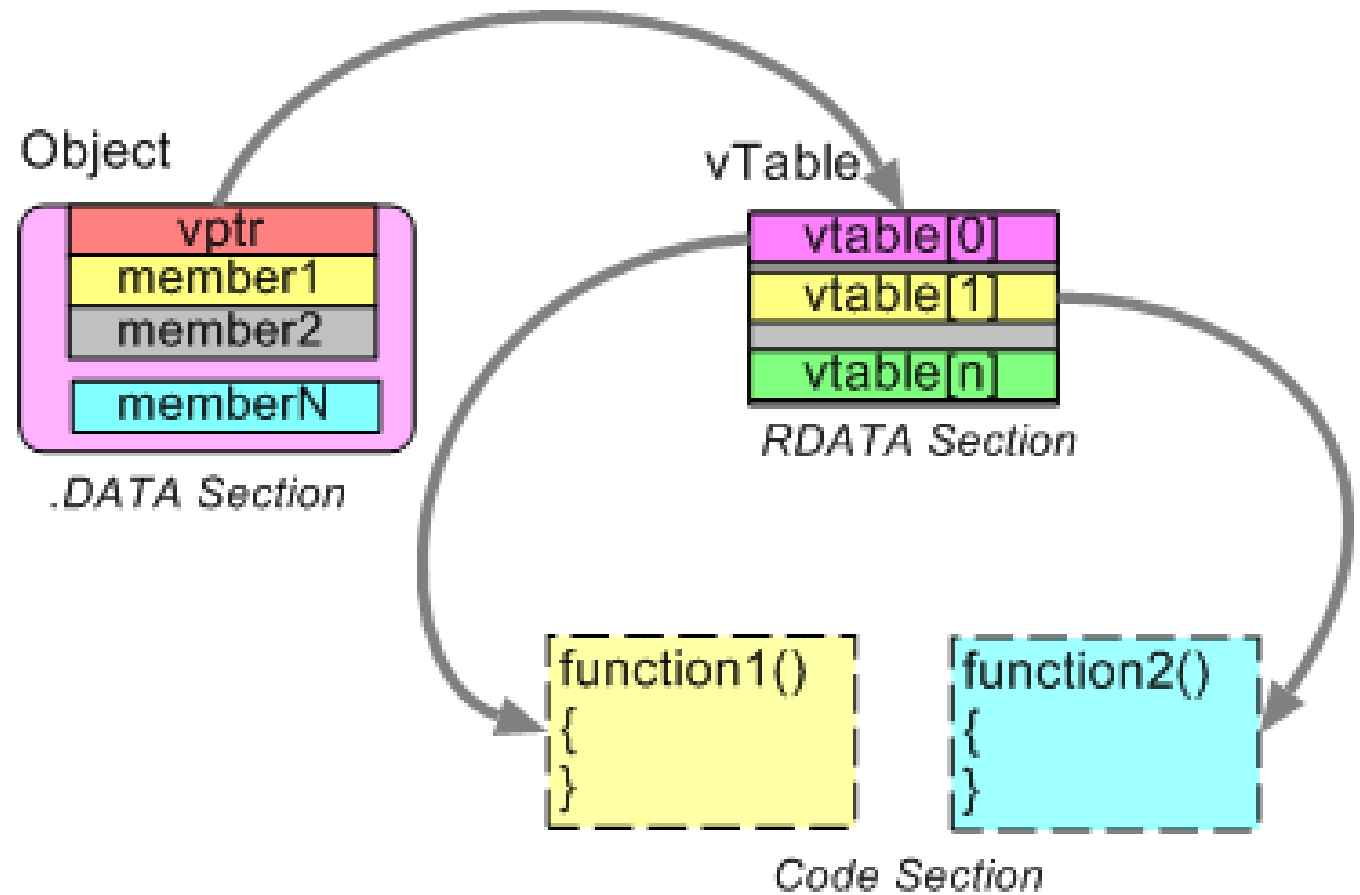 Object
vptr
member1
member2
memberN
.DATA Section
vTable
vtable[0]
vtable[1]
vtable[n]
RDATA Section
function1()
{
}
function2()
{
}
Code Section